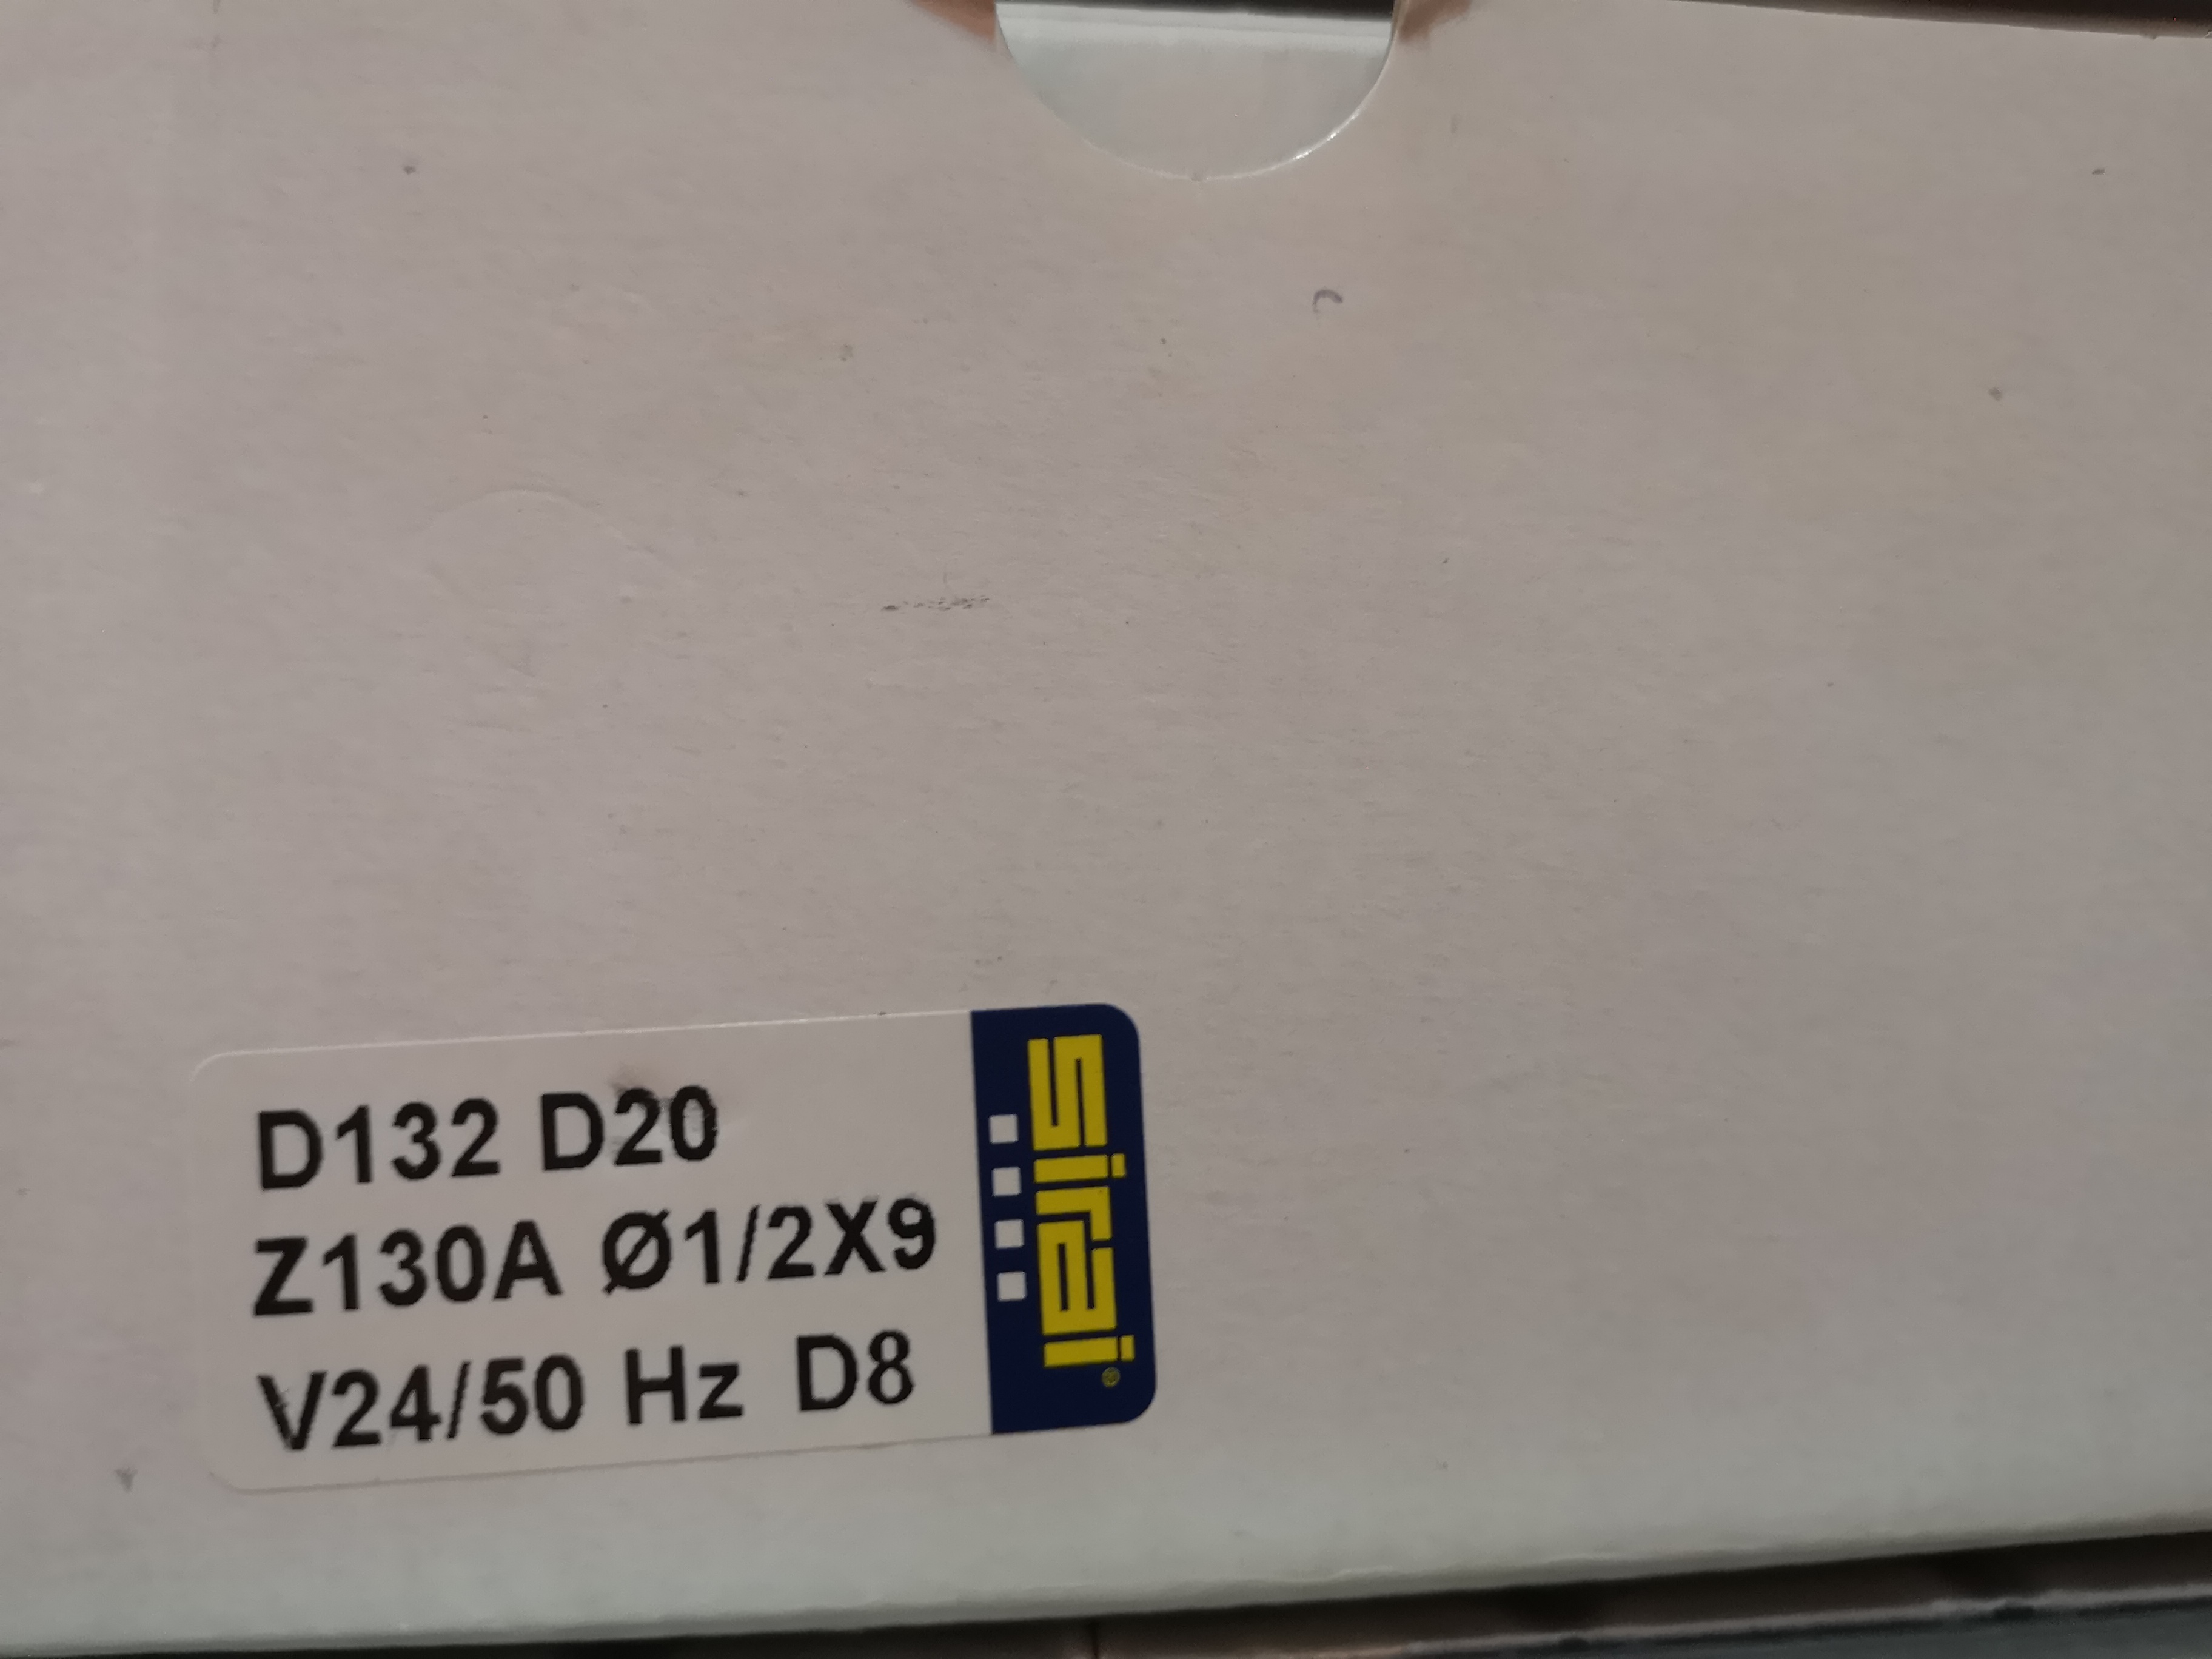 D132 D20
Z130A Ø1/2X9
V24/50 Hz D8
sirai®